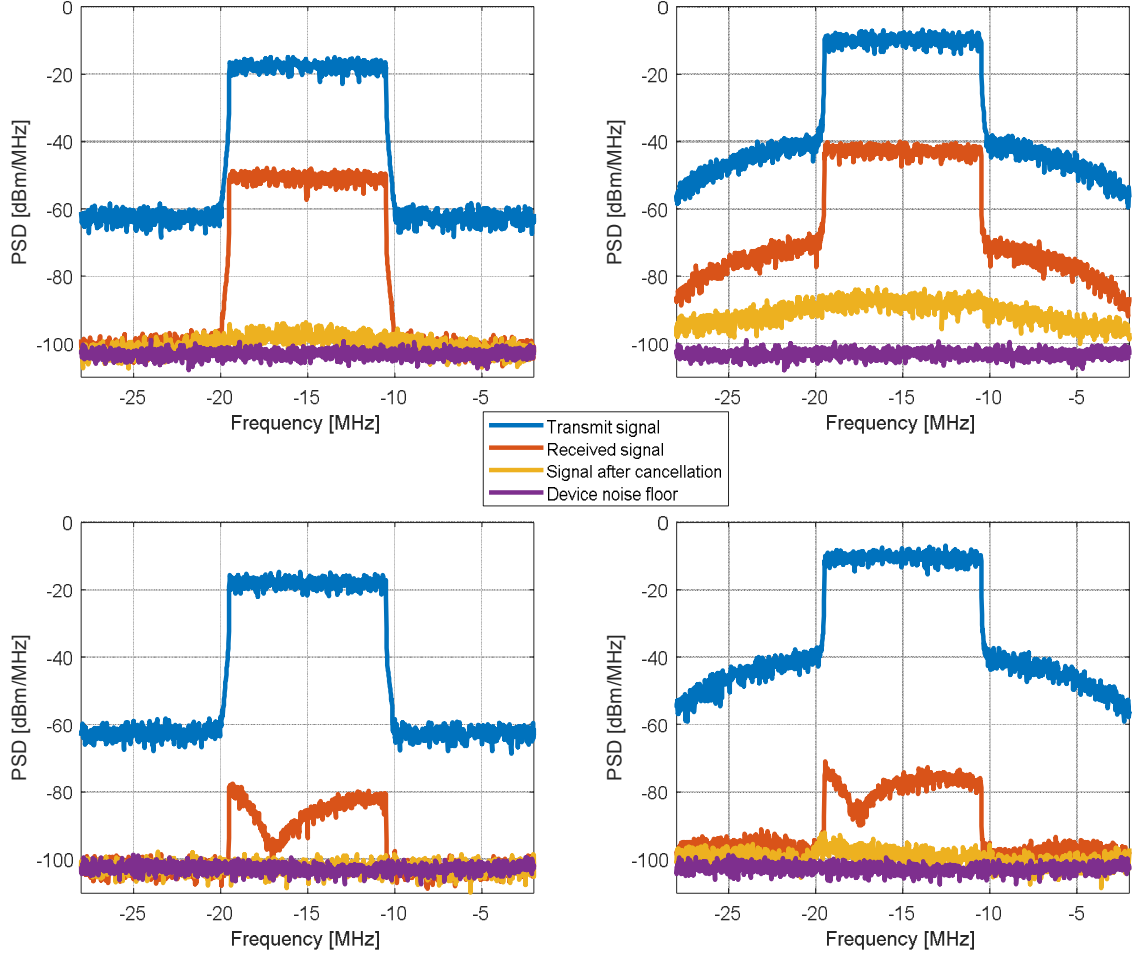 0
-20
-40
-60
-80
-100
PSD [dBm/MHz]
-25 -20 -15 -10 -5
Frequency [MHz]
0
-20
-40
-60
-80
-100
PSD [dBm/MHz]
-25 -20 -15 -10 -5
Frequency [MHz]
Transmit signal
Received signal
Signal after cancellation
Device noise floor
0
-20
-40
-60
-80
-100
PSD [dBm/MHz]
-25 -20 -15 -10 -5
Frequency [MHz]
0
-20
-40
-60
-80
-100
PSD [dBm/MHz]
-25 -20 -15 -10 -5
Frequency [MHz]